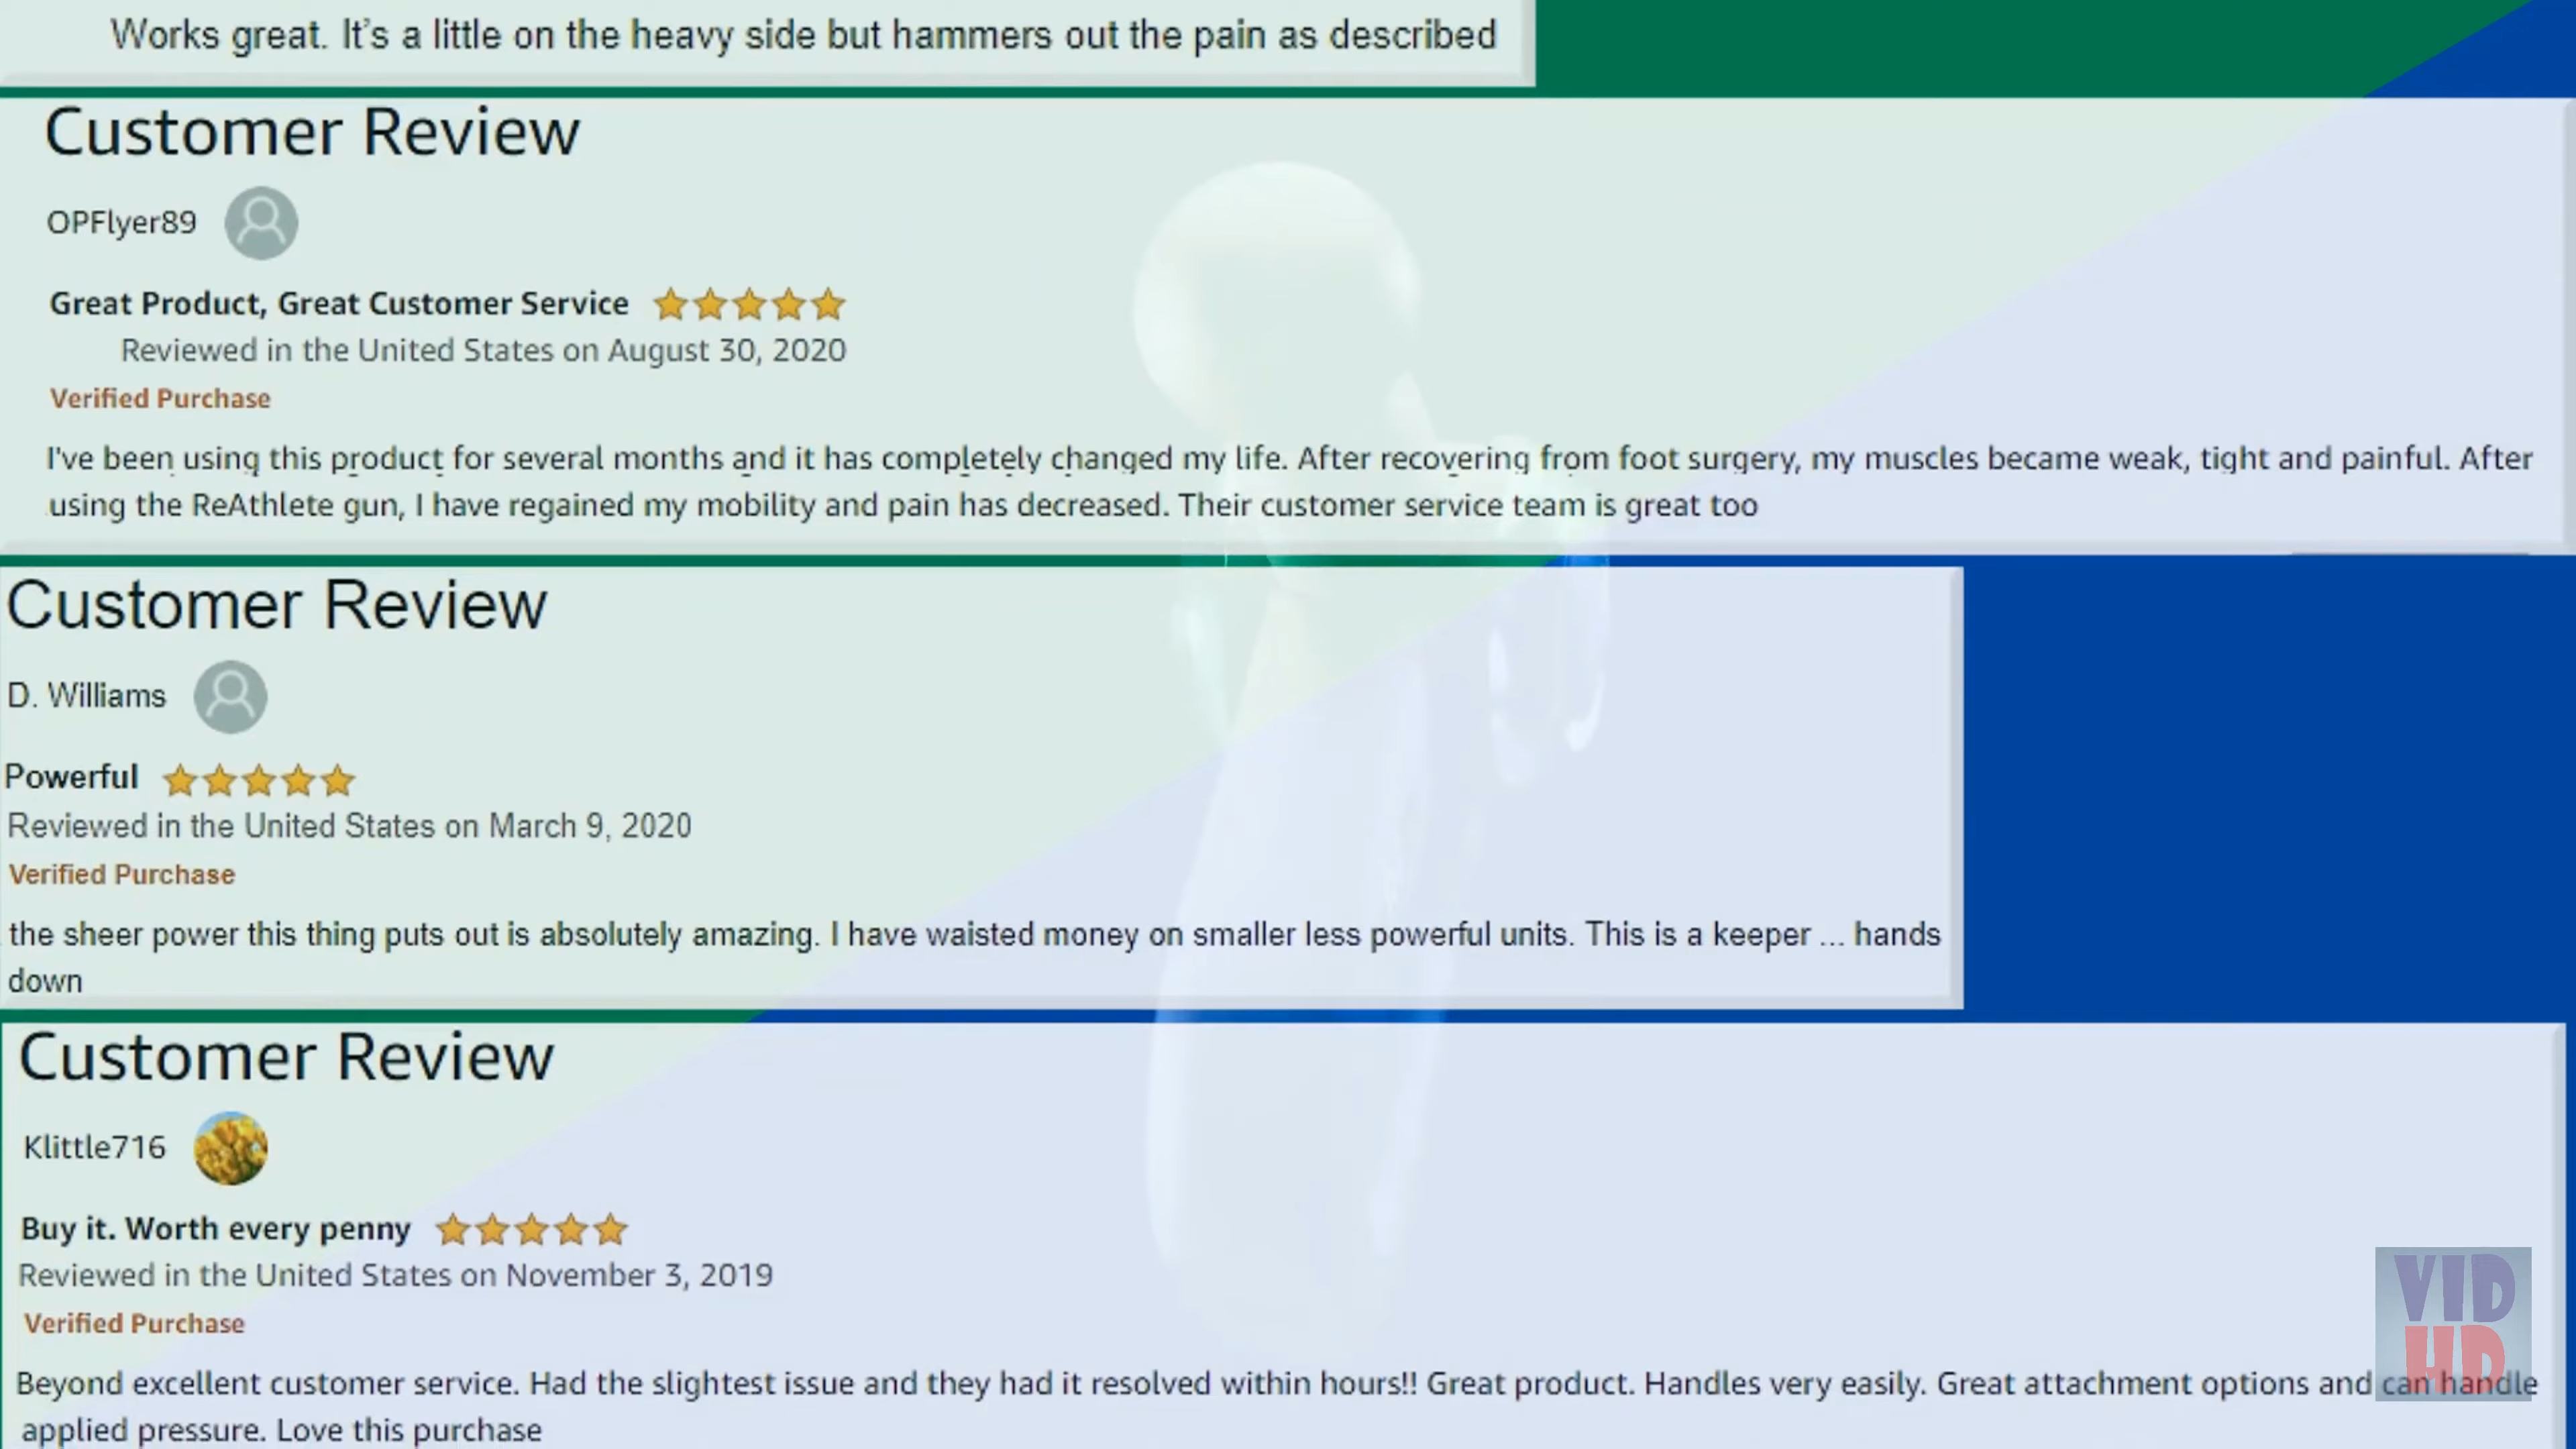 Works great. It's a little on the heavy side but hammers out the pain as described
Customer Review
OPFlyer89
Great Product, Great Customer Service
Reviewed in the United States on August 30, 2020
Verified Purchase
I've been using this product for several months and it has completely changed my life. After recovering from foot surgery, my muscles became weak, tight and painful. After
using the ReAthlete gun, I have regained my mobility and pain has decreased. Their customer service team is great too
Customer Review
D. Williams
Powerful
Reviewed in the United States on March 9, 2020
Verified Purchase
the sheer power this thing puts out is absolutely amazing. I have waisted money on smaller less powerful units. This is a keeper ... hands
down
Customer Review
Klittle716
Buy it. Worth every penny
Reviewed in the United States on November 3, 2019
Verified Purchase
Beyond excellent customer service. Had the slightest issue and they had it resolved within hours!! Great product. Handles very easily. Great attachment options and can handle
applied pressure. Love this purchase
VID
HD